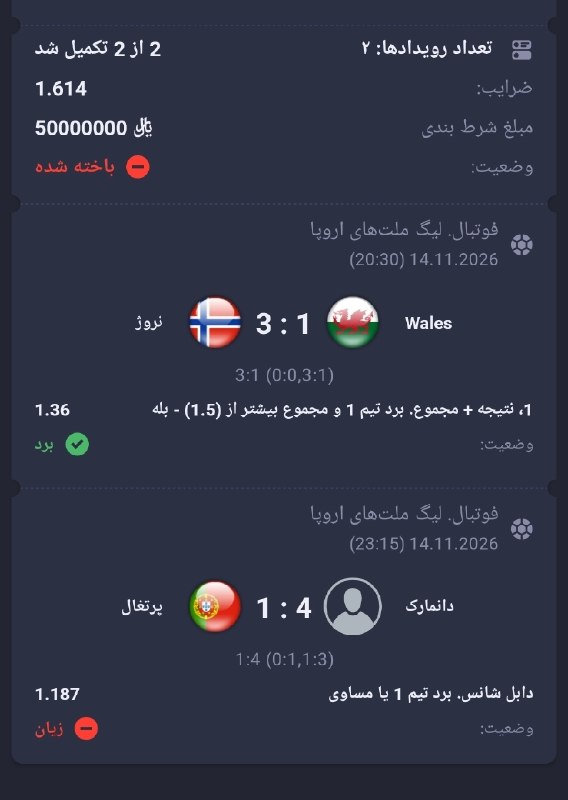 تعداد رویدادها: ۲ 2 از 2 تکمیل شد
ضرایب: 1.614
مبلغ شرط بندی 50000000 ﷼
وضعیت: باخته شده
فوتبال. لیگ ملت‌های اروپا
14.11.2026 (20:30)
نروژ 3 : 1 Wales
3:1 (0:0,3:1)
1، نتیجه + مجموع. برد تیم 1 و مجموع بیشتر از (1.5) - بله 1.36
وضعیت: برد
فوتبال. لیگ ملت‌های اروپا
14.11.2026 (23:15)
پرتغال 1 : 4 دانمارک
1:4 (0:1,1:3)
دابل شانس. برد تیم 1 یا مساوی 1.187
وضعیت: زیان